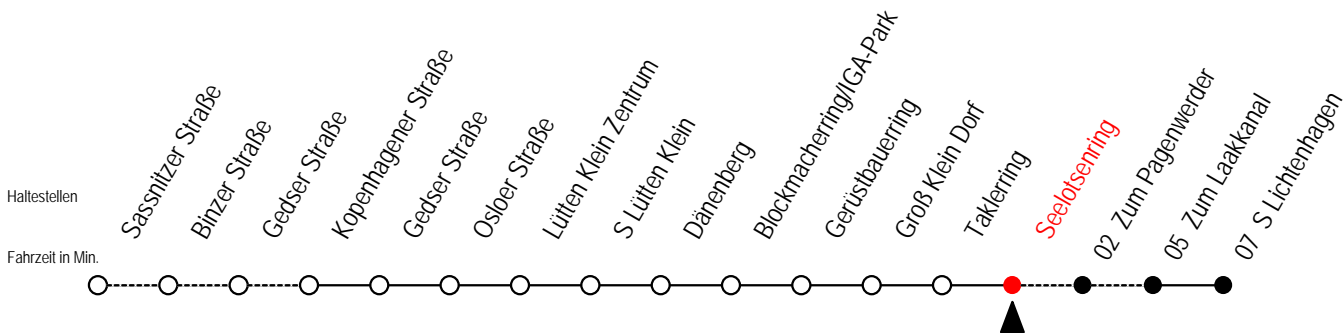 Haltestellen
Fahrzeit in Min.
Sassnitzer Straße
Binzer Straße
Gedser Straße
Kopenhagener Straße
Gedser Straße
Osloer Straße
Lütten Klein Zentrum
S Lütten Klein
Dänenberg
Blockmacherring/IGA-Park
Gerüstbauerring
Groß Klein Dorf
Taklerring
Seelotsenring
02 Zum Pagenwerder
05 Zum Laakkanal
07 S Lichtenhagen